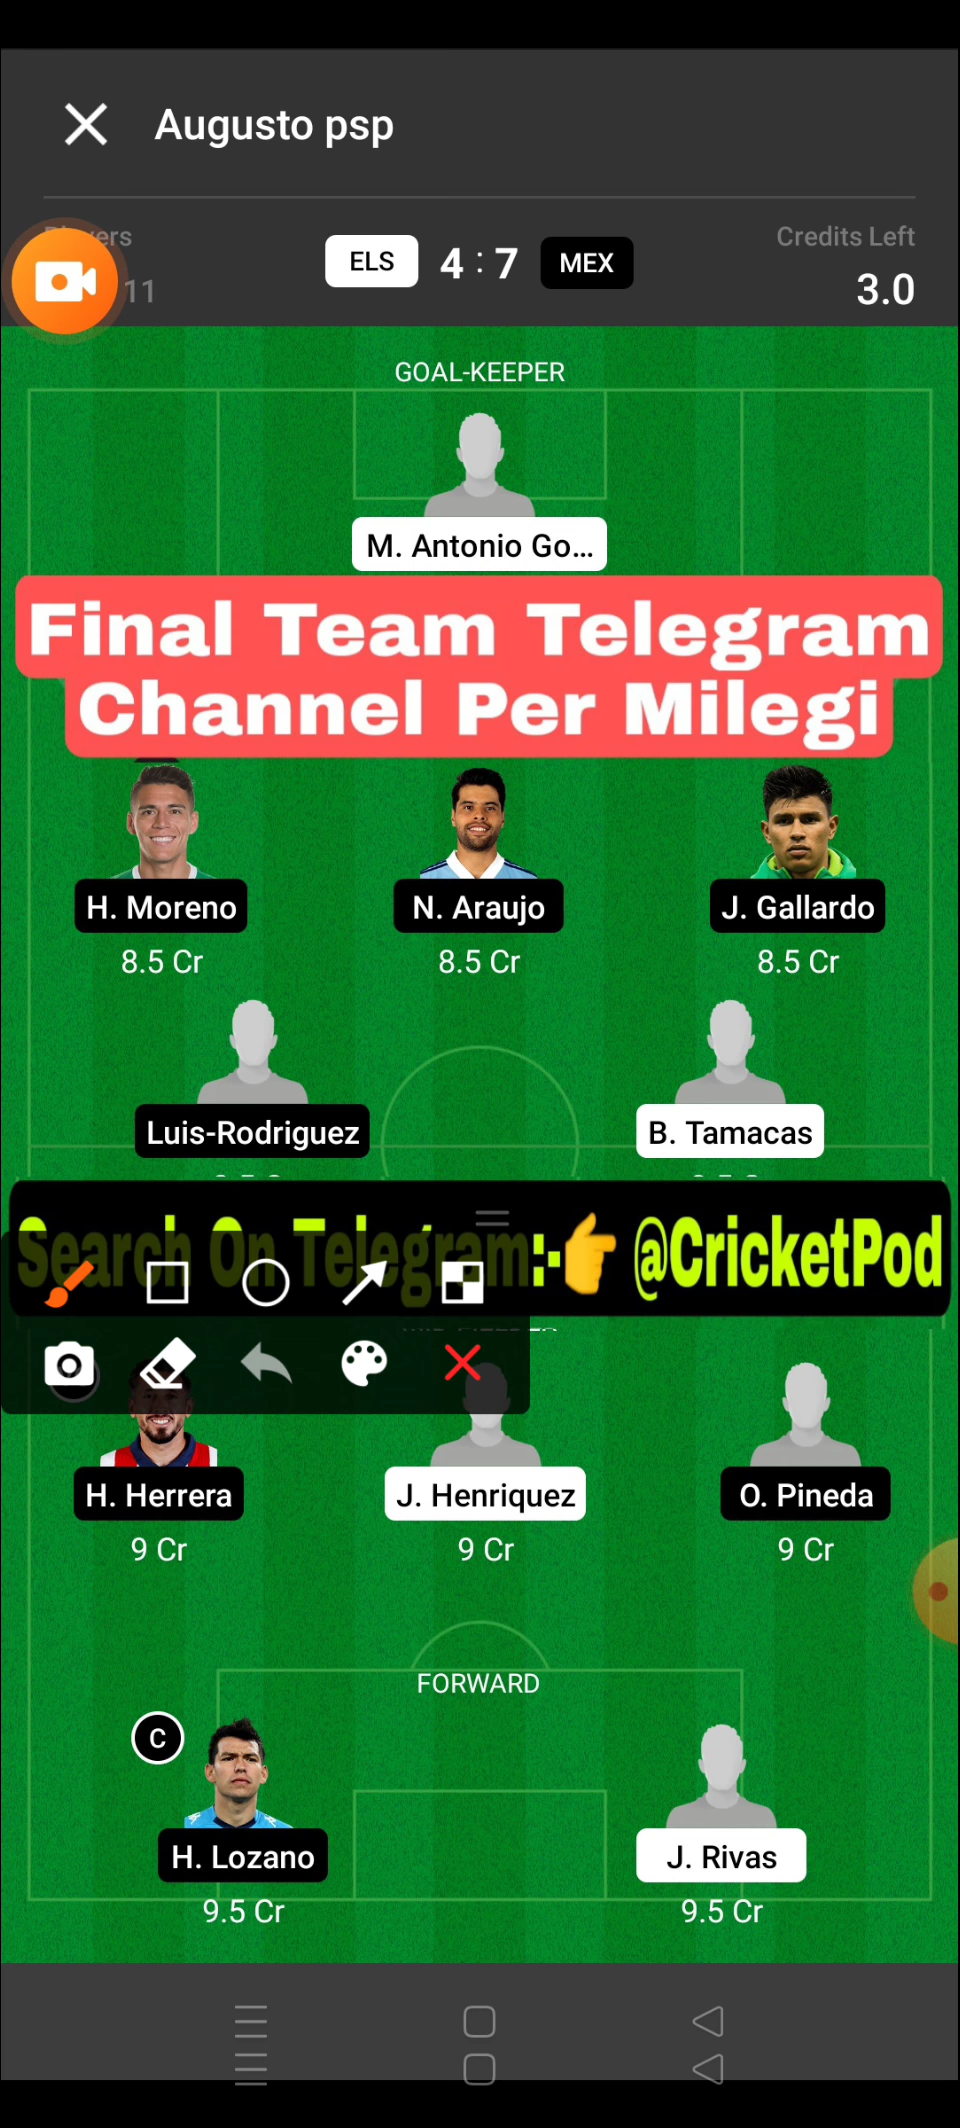 Augusto psp
Credits Left
11
ELS 4 : 7 MEX
3.0
GOAL-KEEPER
M. Antonio Go...
Final Team Telegram
Channel Per Milegi
H. Moreno N. Araujo J. Gallardo
8.5 Cr 8.5 Cr 8.5 Cr
Luis-Rodriguez B. Tamacas
Search On Telegram:-👉 @CricketPod
H. Herrera J. Henriquez O. Pineda
9 Cr 9 Cr 9 Cr
FORWARD
C
H. Lozano J. Rivas
9.5 Cr 9.5 Cr